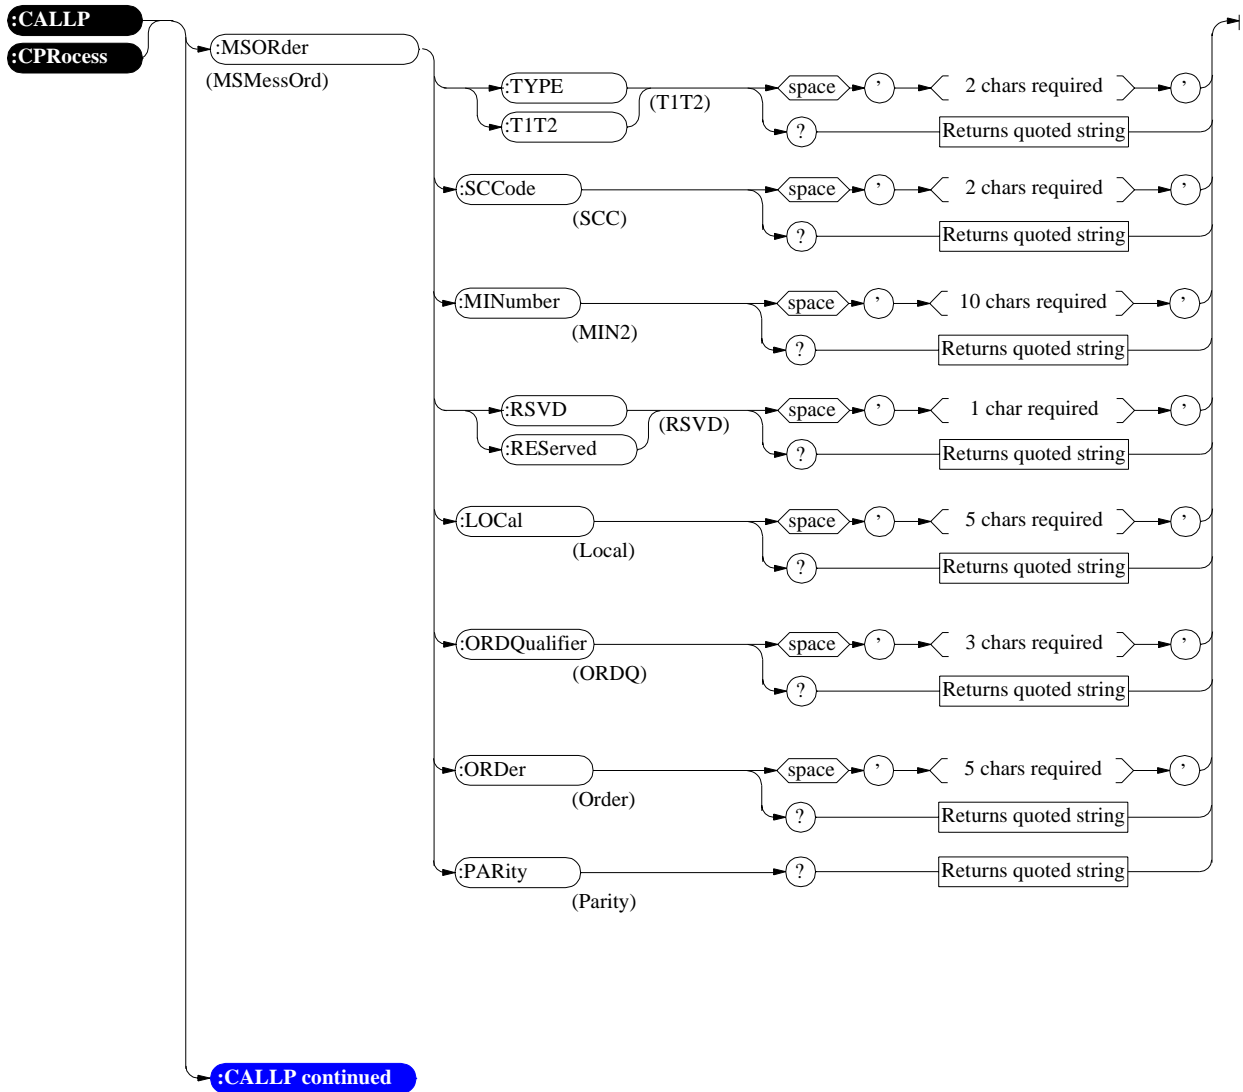 :CALLP
:CPRocess
:MSORder
(MSMessOrd)
:TYPE
:T1T2
(T1T2)
space
’
2 chars required
’
?
Returns quoted string
:SCCode
(SCC)
space
’
2 chars required
’
?
Returns quoted string
:MINumber
(MIN2)
space
’
10 chars required
’
?
Returns quoted string
:RSVD
:REServed
(RSVD)
space
’
1 char required
’
?
Returns quoted string
:LOCal
(Local)
space
’
5 chars required
’
?
Returns quoted string
:ORDQualifier
(ORDQ)
space
’
3 chars required
’
?
Returns quoted string
:ORDer
(Order)
space
’
5 chars required
’
?
Returns quoted string
:PARity
(Parity)
?
Returns quoted string
:CALLP continued